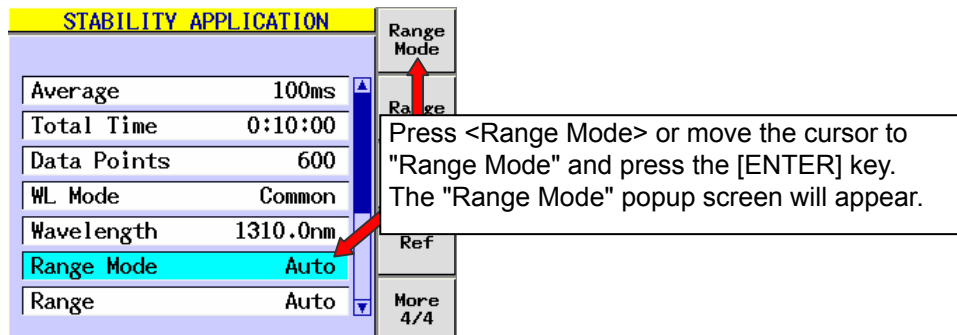 STABILITY APPLICATION
Average 100ms
Total Time 0:10:00
Data Points 600
WL Mode Common
Wavelength 1310.0nm
Range Mode Auto
Range Auto
Range
Mode
Press <Range Mode> or move the cursor to
"Range Mode" and press the [ENTER] key.
The "Range Mode" popup screen will appear.
Ref
More
4/4